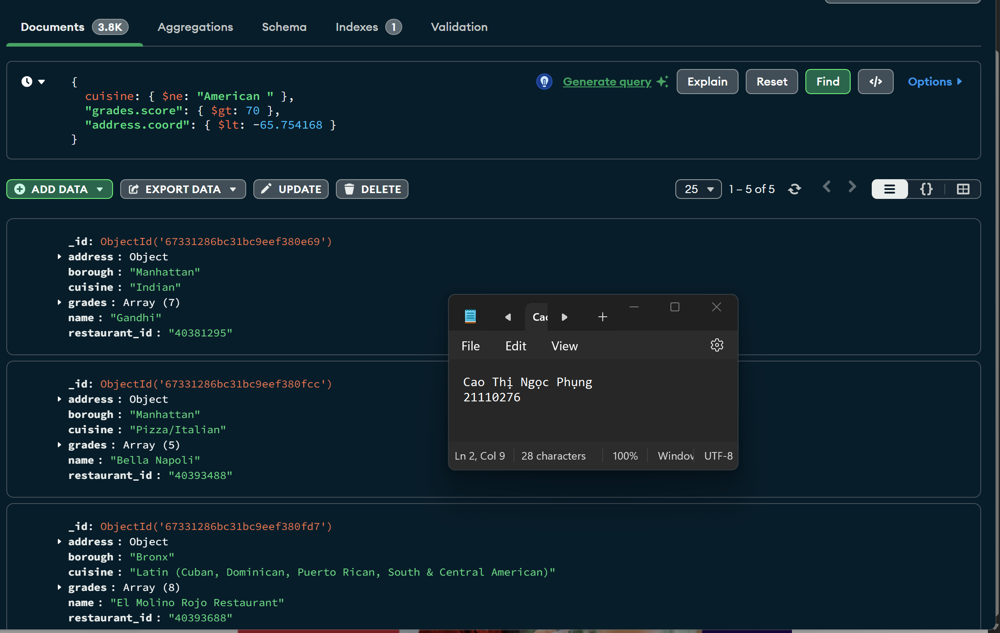 Documents 3.8K Aggregations Schema Indexes 1 Validation
{
cuisine: { $ne: "American " },
"grades.score": { $gt: 70 },
"address.coord": { $lt: -65.754168 }
}
Generate query Explain Reset Find </> Options
ADD DATA EXPORT DATA UPDATE DELETE 25 1 – 5 of 5 {}
_id: ObjectId('67331286bc31bc9eef380e69')
address : Object
borough : "Manhattan"
cuisine : "Indian"
grades : Array (7)
name : "Gandhi"
restaurant_id : "40381295"
_id: ObjectId('67331286bc31bc9eef380fcc')
address : Object
borough : "Manhattan"
cuisine : "Pizza/Italian"
grades : Array (5)
name : "Bella Napoli"
restaurant_id : "40393488"
_id: ObjectId('67331286bc31bc9eef380fd7')
address : Object
borough : "Bronx"
cuisine : "Latin (Cuban, Dominican, Puerto Rican, South & Central American)"
grades : Array (8)
name : "El Molino Rojo Restaurant"
restaurant_id : "40393688"
File Edit View
Cao Thị Ngọc Phụng
21110276
Ln 2, Col 9 28 characters 100% UTF-8